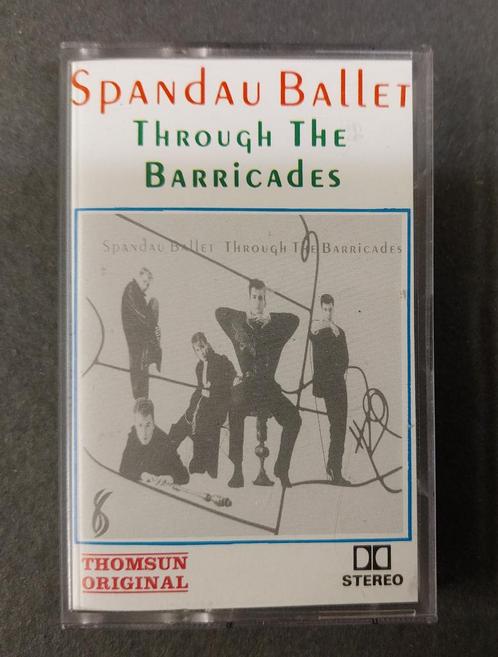 Spandau Ballet
Through The
Barricades
Spandau Ballet Through The Barricades
THOMSUN
ORIGINAL
STEREO